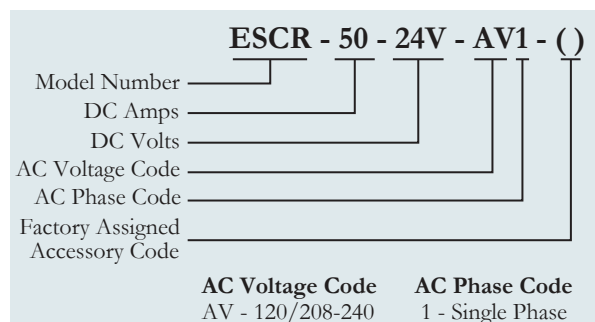 ESCR - 50 - 24V - AV1 - ( )
Model Number
DC Amps
DC Volts
AC Voltage Code
AC Phase Code
Factory Assigned
Accessory Code
AC Voltage Code AC Phase Code
AV - 120/208-240 1 - Single Phase